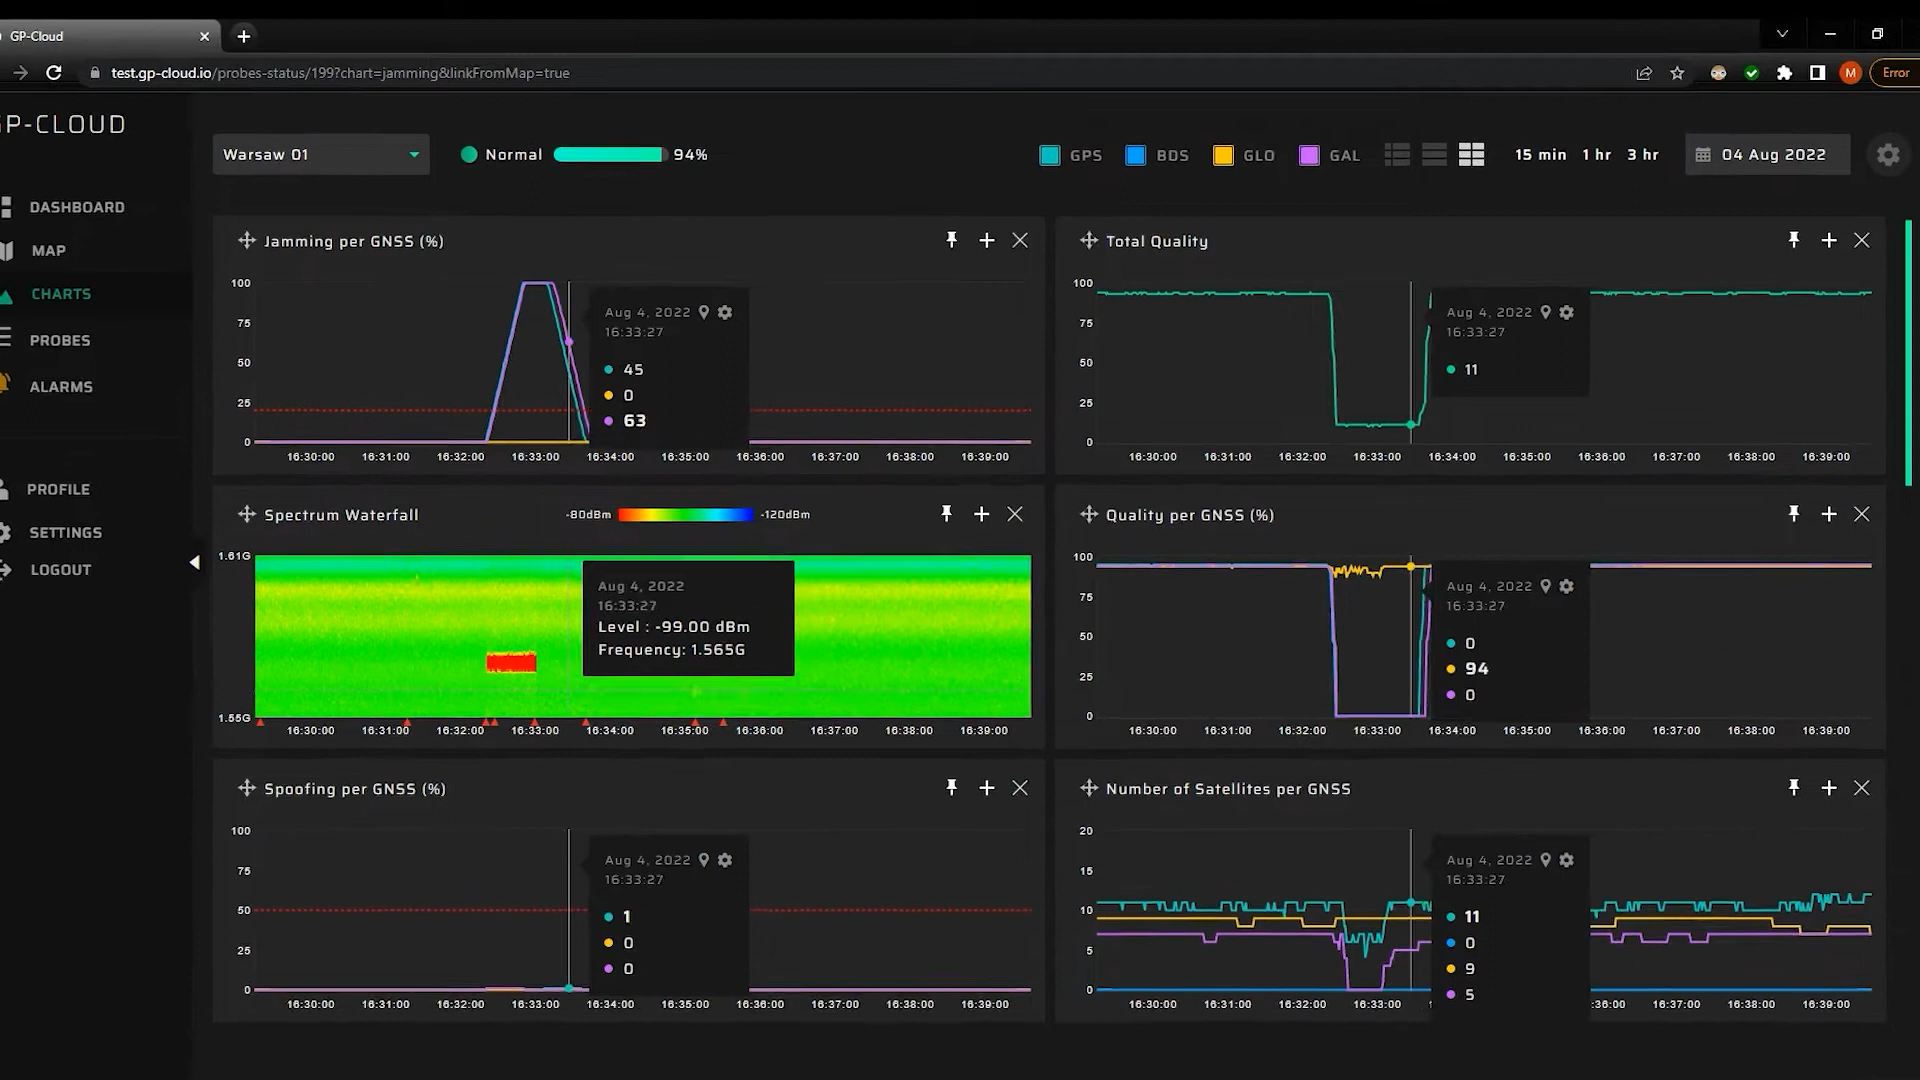 GP-Cloud
test.gp-cloud.io/probes-status/199?chart=jamming&linkFromMap=true
M
Error
GP-CLOUD
Warsaw 01
Normal
94%
GPS
BDS
GLO
GAL
15 min
1 hr
3 hr
04 Aug 2022
DASHBOARD
MAP
CHARTS
PROBES
ALARMS
PROFILE
SETTINGS
LOGOUT
Jamming per GNSS (%)
100
75
50
25
0
Aug 4, 2022
16:33:27
45
0
63
16:30:00 16:31:00 16:32:00 16:33:00 16:34:00 16:35:00 16:36:00 16:37:00 16:38:00 16:39:00
Total Quality
100
75
50
25
0
Aug 4, 2022
16:33:27
11
16:30:00 16:31:00 16:32:00 16:33:00 16:34:00 16:35:00 16:36:00 16:37:00 16:38:00 16:39:00
Spectrum Waterfall
-80dBm
-120dBm
1.61G
1.55G
Aug 4, 2022
16:33:27
Level : -99.00 dBm
Frequency: 1.565G
16:30:00 16:31:00 16:32:00 16:33:00 16:34:00 16:35:00 16:36:00 16:37:00 16:38:00 16:39:00
Quality per GNSS (%)
100
75
50
25
0
Aug 4, 2022
16:33:27
0
94
0
16:30:00 16:31:00 16:32:00 16:33:00 16:34:00 16:35:00 16:36:00 16:37:00 16:38:00 16:39:00
Spoofing per GNSS (%)
100
75
50
25
0
Aug 4, 2022
16:33:27
1
0
0
16:30:00 16:31:00 16:32:00 16:33:00 16:34:00 16:35:00 16:36:00 16:37:00 16:38:00 16:39:00
Number of Satellites per GNSS
20
15
10
5
0
Aug 4, 2022
16:33:27
11
0
9
5
16:30:00 16:31:00 16:32:00 16:33:00 :36:00 16:37:00 16:38:00 16:39:00